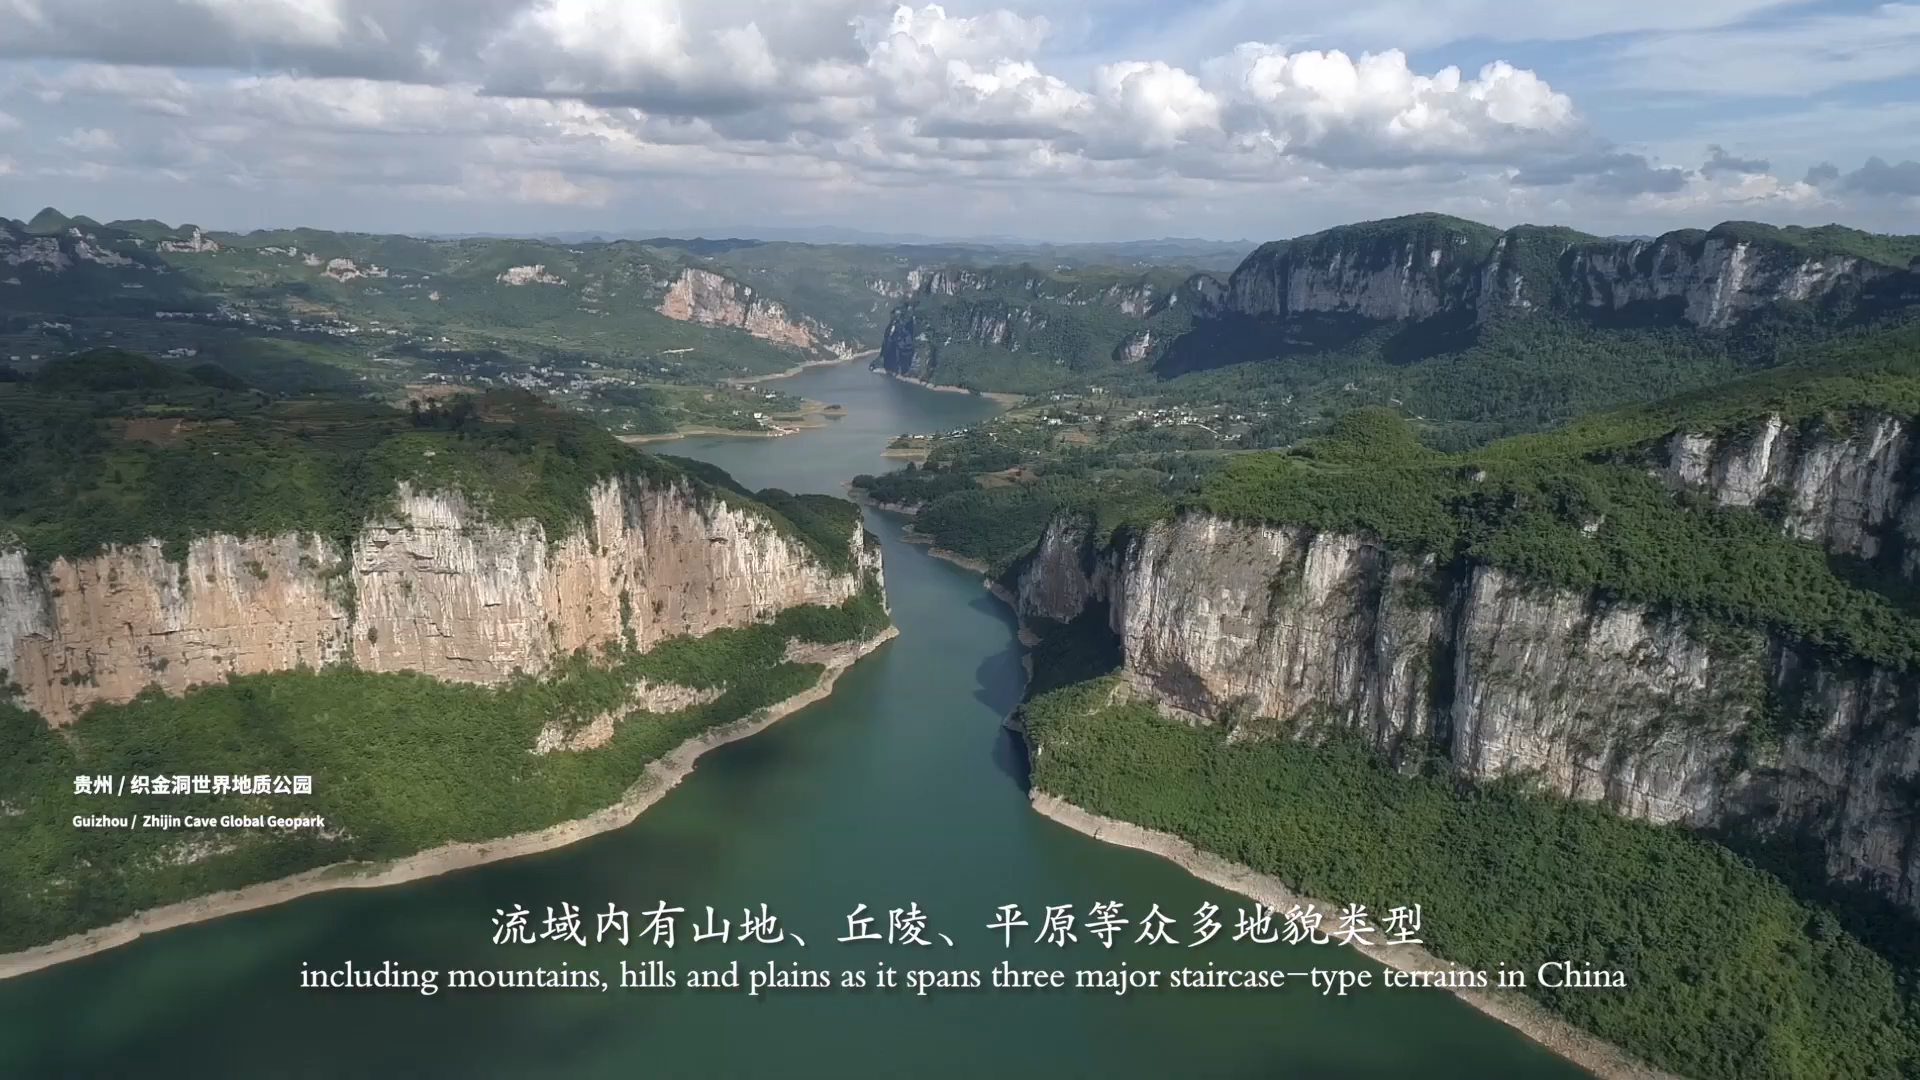 贵州 / 织金洞世界地质公园
Guizhou / Zhijin Cave Global Geopark
流域内有山地、丘陵、平原等众多地貌类型
including mountains, hills and plains as it spans three major staircase-type terrains in China